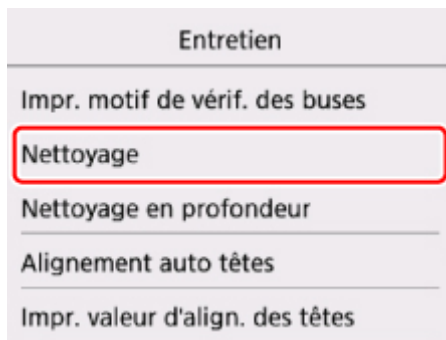 Entretien
Impr. motif de vérif. des buses
Nettoyage
Nettoyage en profondeur
Alignement auto têtes
Impr. valeur d'align. des têtes